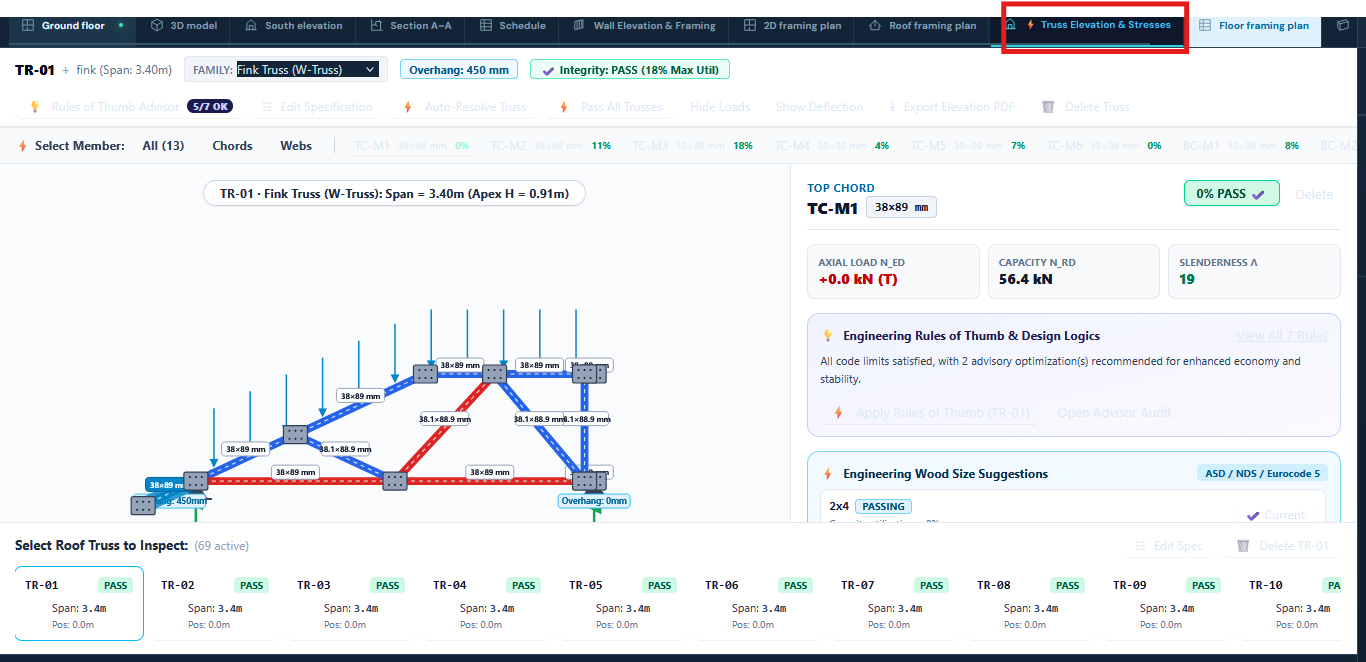 Ground floor
3D model
South elevation
Section A–A
Schedule
Wall Elevation & Framing
2D framing plan
Roof framing plan
Truss Elevation & Stresses
Floor framing plan
TR-01 + fink (Span: 3.40m)
FAMILY: Fink Truss (W-Truss)
Overhang: 450 mm
Integrity: PASS (18% Max Util)
Rules of Thumb Advisor 5/7 OK
Edit Specification
Auto-Resolve Truss
Pass All Trusses
Hide Loads
Show Deflection
Export Elevation PDF
Delete Truss
Select Member: All (13) Chords Webs
TC-M1 38×89 mm 0%
TC-M2 38×89 mm 11%
TC-M3 38×89 mm 18%
TC-M4 38×89 mm 4%
TC-M5 38×89 mm 7%
TC-M6 38×89 mm 0%
BC-M1 38×89 mm 8%
BC-M2
TR-01 · Fink Truss (W-Truss): Span = 3.40m (Apex H = 0.91m)
38×89 mm
38×89 mm
38×89 mm
38.1×88.9 mm
38.1×88.9 mm
38×89 mm
38.1×88.9 mm
38×89 mm
38×89 mm
38×89 m
ng: 450mm
Overhang: 0mm
TOP CHORD
TC-M1 38×89 mm
0% PASS
Delete
AXIAL LOAD N_ED
+0.0 kN (T)
CAPACITY N_RD
56.4 kN
SLENDERNESS Λ
19
Engineering Rules of Thumb & Design Logics
View All 7 Rules
All code limits satisfied, with 2 advisory optimization(s) recommended for enhanced economy and
stability.
Apply Rules of Thumb (TR-01)
Open Advisor Audit
Engineering Wood Size Suggestions
ASD / NDS / Eurocode 5
2x4 PASSING
Current
Select Roof Truss to Inspect: (69 active)
Edit Spec
Delete TR-01
TR-01 PASS
Span: 3.4m
Pos: 0.0m
TR-02 PASS
Span: 3.4m
Pos: 0.0m
TR-03 PASS
Span: 3.4m
Pos: 0.0m
TR-04 PASS
Span: 3.4m
Pos: 0.0m
TR-05 PASS
Span: 3.4m
Pos: 0.0m
TR-06 PASS
Span: 3.4m
Pos: 0.0m
TR-07 PASS
Span: 3.4m
Pos: 0.0m
TR-08 PASS
Span: 3.4m
Pos: 0.0m
TR-09 PASS
Span: 3.4m
Pos: 0.0m
TR-10 PA
Span: 3.4m
Pos: 0.0m